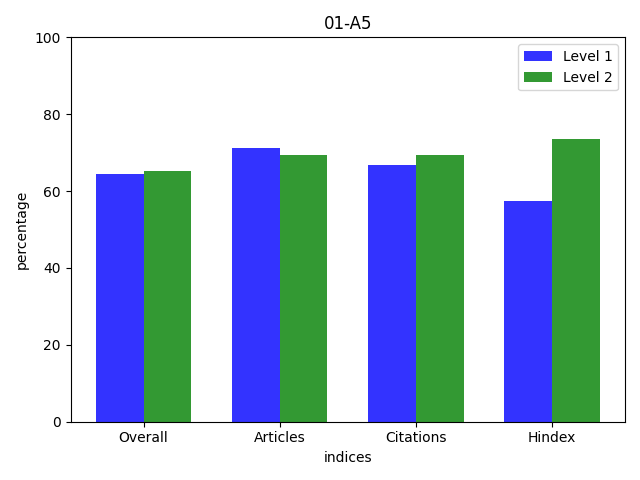 01-A5
100
80
60
40
20
0
percentage
Level 1
Level 2
Overall
Articles
Citations
Hindex
indices